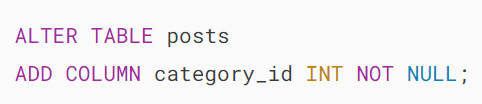 ALTER TABLE posts
ADD COLUMN category_id INT NOT NULL;